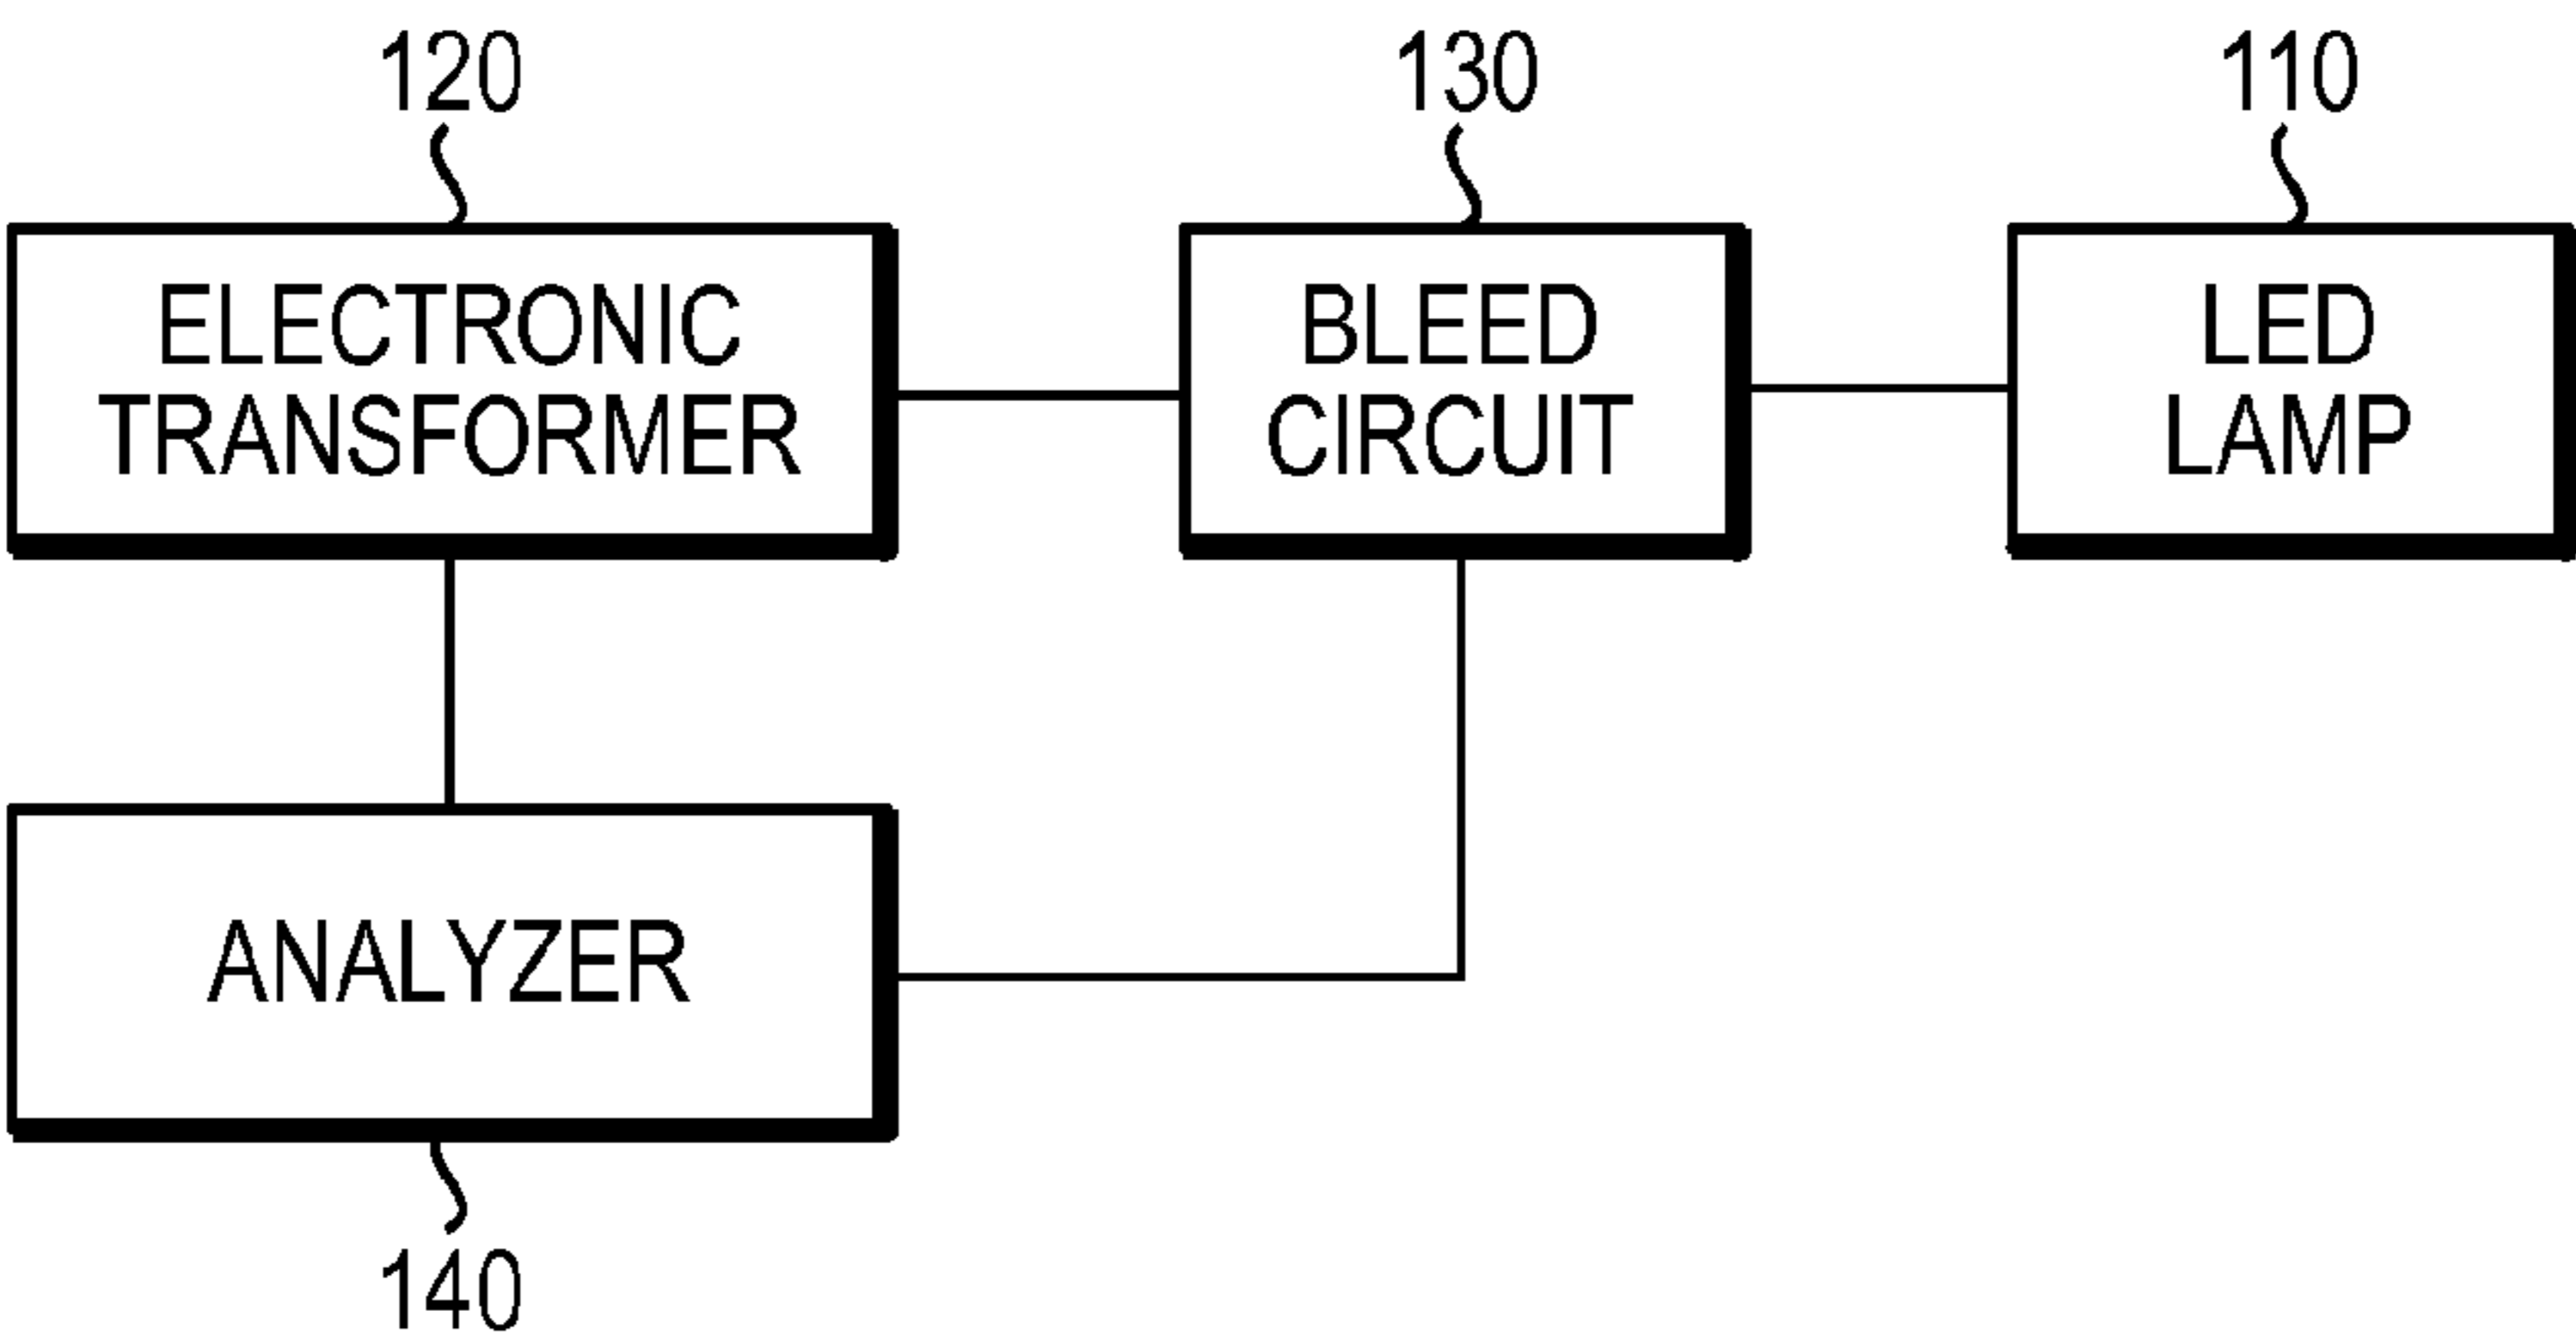 120
130
110
ELECTRONIC
TRANSFORMER
BLEED
CIRCUIT
LED
LAMP
ANALYZER
140